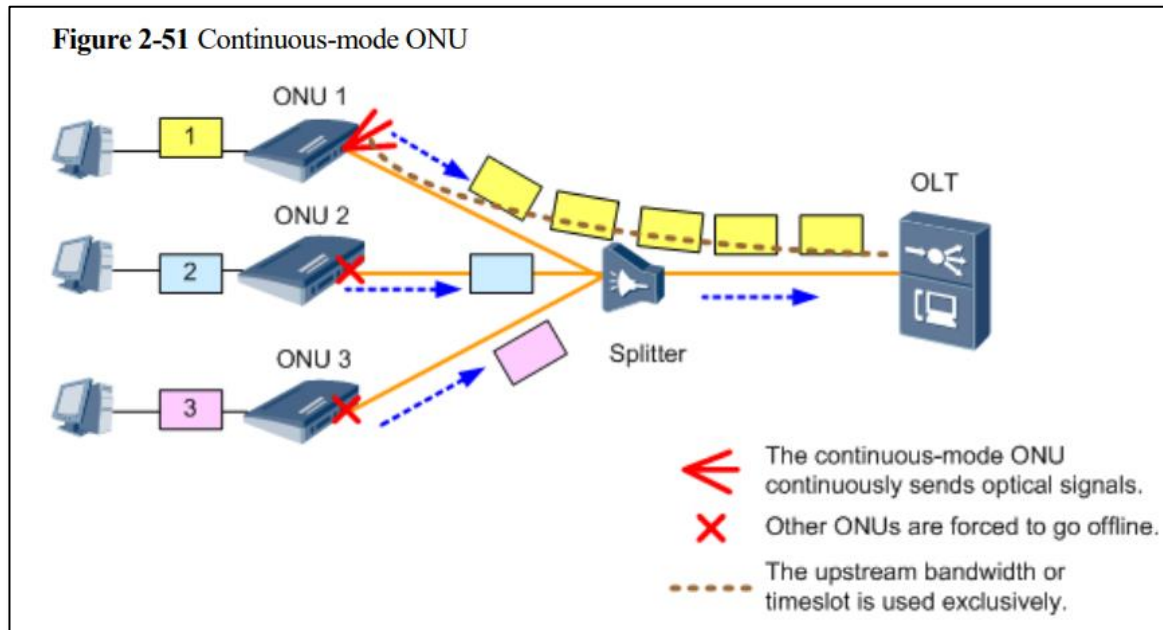 Figure 2-51 Continuous-mode ONU
ONU 1
1
OLT
ONU 2
2
Splitter
ONU 3
3
The continuous-mode ONU
continuously sends optical signals.
Other ONUs are forced to go offline.
The upstream bandwidth or
timeslot is used exclusively.